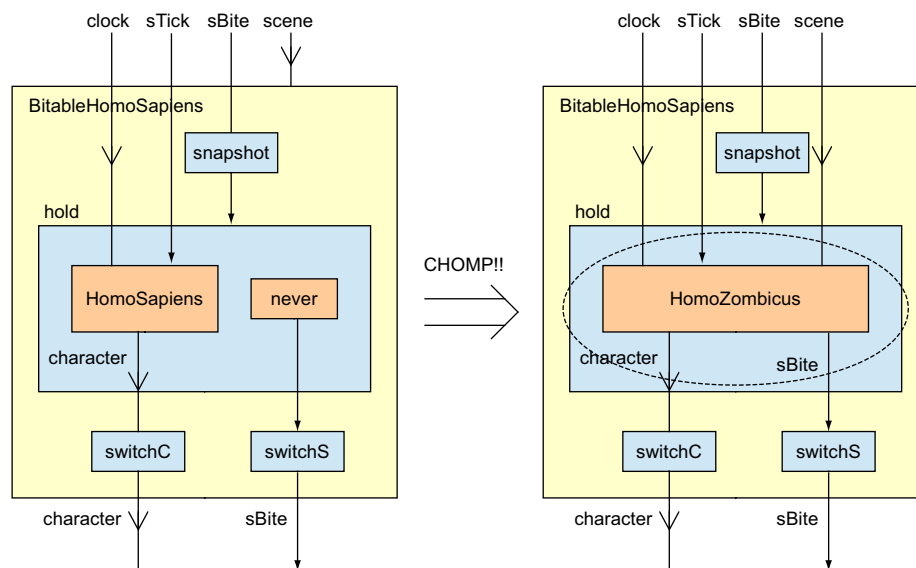 clock sTick sBite scene
BitableHomoSapiens
snapshot
hold
HomoSapiens
never
character
switchC
switchS
character
sBite
CHOMP!!
clock sTick sBite scene
BitableHomoSapiens
snapshot
hold
HomoZombicus
character
sBite
switchC
switchS
character
sBite